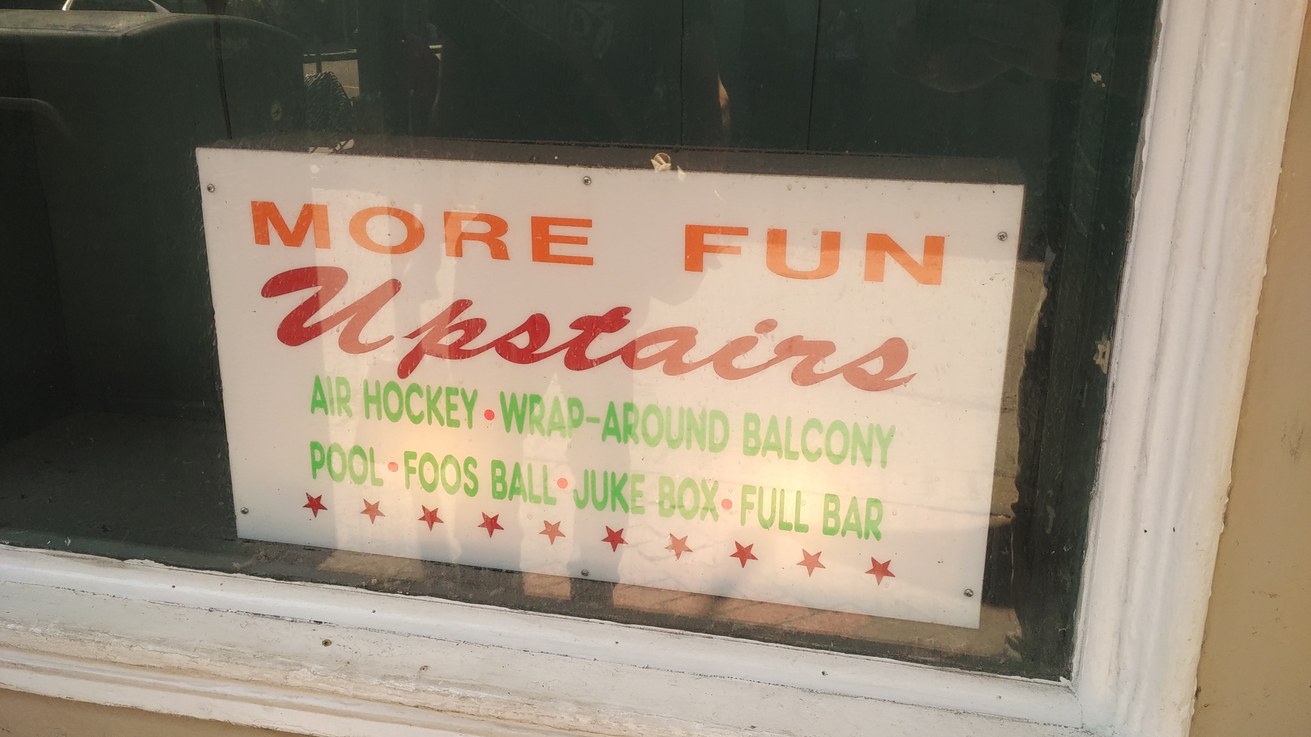 MORE FUN
Upstairs
AIR HOCKEY • WRAP-AROUND BALCONY
POOL • FOOS BALL • JUKE BOX • FULL BAR